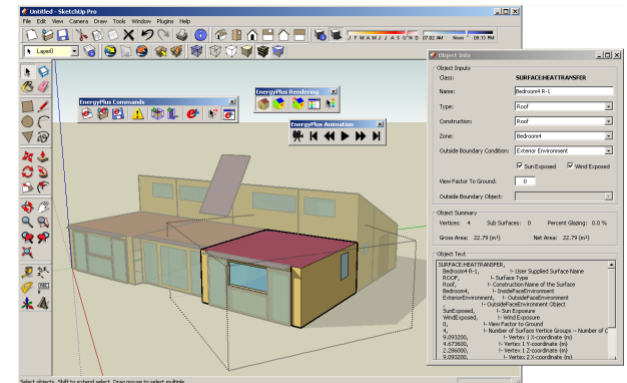 Untitled - SketchUp Pro
File Edit View Camera Draw Tools Window Plugins Help
Layer0
J F M A M J J A S O N D 07:02 AM Noon 05:33 PM
EnergyPlus Commands
EnergyPlus Rendering
EnergyPlus Animation
Object Info
Object Inputs
Class: SURFACE:HEATTRANSFER
Name: Bedroom4 R-1
Type: Roof
Construction: Roof
Zone: Bedroom4
Outside Boundary Condition: Exterior Environment
Sun Exposed Wind Exposed
View Factor To Ground: 0
Outside Boundary Object:
Object Summary
Vertices: 4 Sub Surfaces: 0 Percent Glazing: 0.0 %
Gross Area: 22.79 (m²) Net Area: 22.79 (m²)
Object Text
SURFACE:HEATTRANSFER,
Bedroom4 R-1, !- User Supplied Surface Name
ROOF, !- Surface Type
Roof, !- Construction Name of the Surface
Bedroom4, !- InsideFaceEnvironment
ExteriorEnvironment, !- OutsideFaceEnvironment
, !- OutsideFaceEnvironment Object
SunExposed, !- Sun Exposure
WindExposed, !- Wind Exposure
0, !- View Factor to Ground
4, !- Number of Surface Vertice Groups -- Number of (
9.093200, !- Vertex 1 X-coordinate {m}
4.673600, !- Vertex 1 Y-coordinate {m}
2.286000, !- Vertex 1 Z-coordinate {m}
9.093200, !- Vertex 2 X-coordinate {m}
Select objects. Shift to extend select. Drag mouse to select multiple.